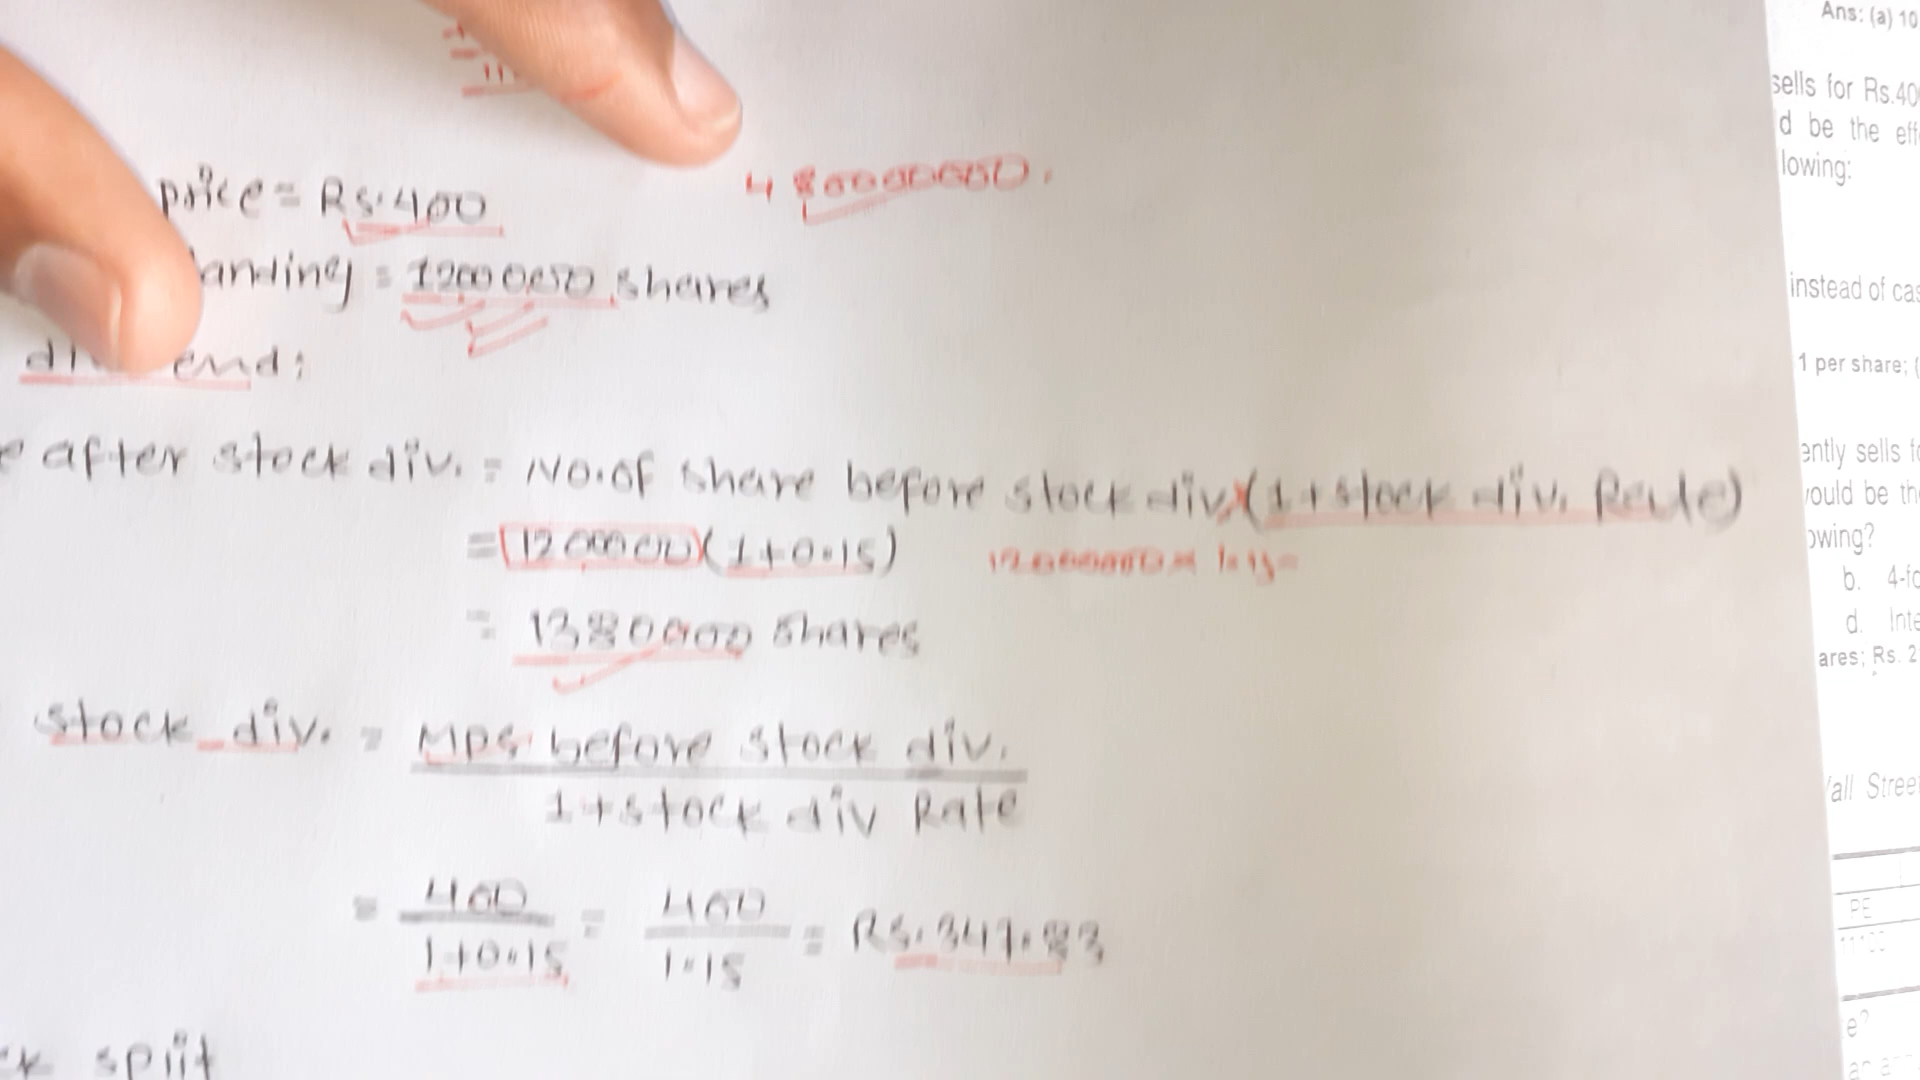 price = Rs.400
480000000.
anding = 1200000 shares
end:
after stock div. = No.of share before stock div x (1+stock div. Rate)
= 1200000 (1+0.15)
= 1380000 shares
stock div. = MPS before stock div.
1+stock div Rate
= 400 = 400 = Rs.347.83
1+0.15 1.15
split
Ans: (a) 10
sells for Rs.40
d be the eff
lowing:
instead of cas
1 per share; (
ently sells fo
ould be th
owing?
b. 4-fo
d. Inte
ares; Rs. 2
all Stree
PE
e?